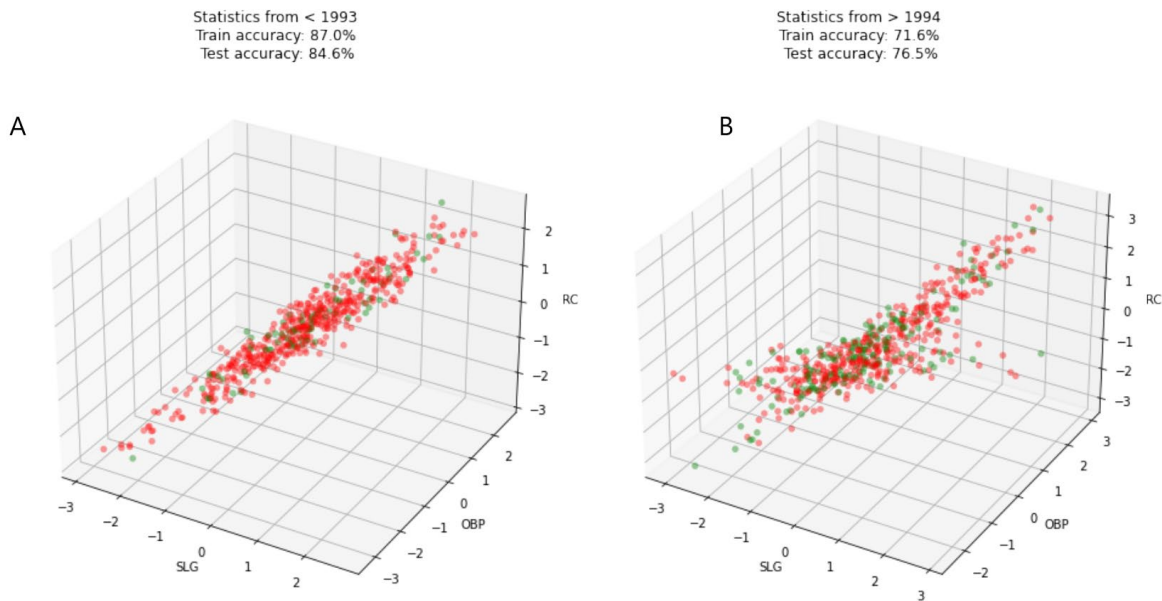 Statistics from < 1993
Train accuracy: 87.0%
Test accuracy: 84.6%
Statistics from > 1994
Train accuracy: 71.6%
Test accuracy: 76.5%
A
B
2
1
0
−1
−2
−3
RC
−3
−2
−1
0
1
2
SLG
−3
−2
−1
0
1
2
OBP
3
2
1
0
−1
−2
−3
RC
−3
−2
−1
0
1
2
3
SLG
−2
−1
0
1
2
3
OBP